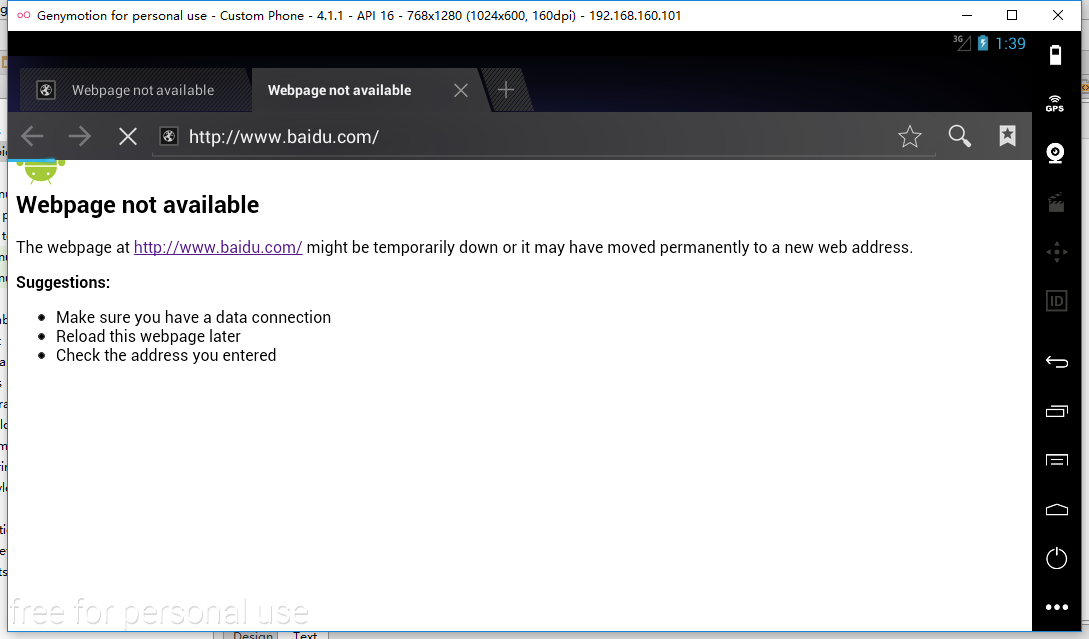 Genymotion for personal use - Custom Phone - 4.1.1 - API 16 - 768x1280 (1024x600, 160dpi) - 192.168.160.101
3G 1:39
Webpage not available
Webpage not available
http://www.baidu.com/
GPS
Webpage not available
The webpage at http://www.baidu.com/ might be temporarily down or it may have moved permanently to a new web address.
ID
Suggestions:
Make sure you have a data connection
Reload this webpage later
Check the address you entered
free for personal use
Design Text